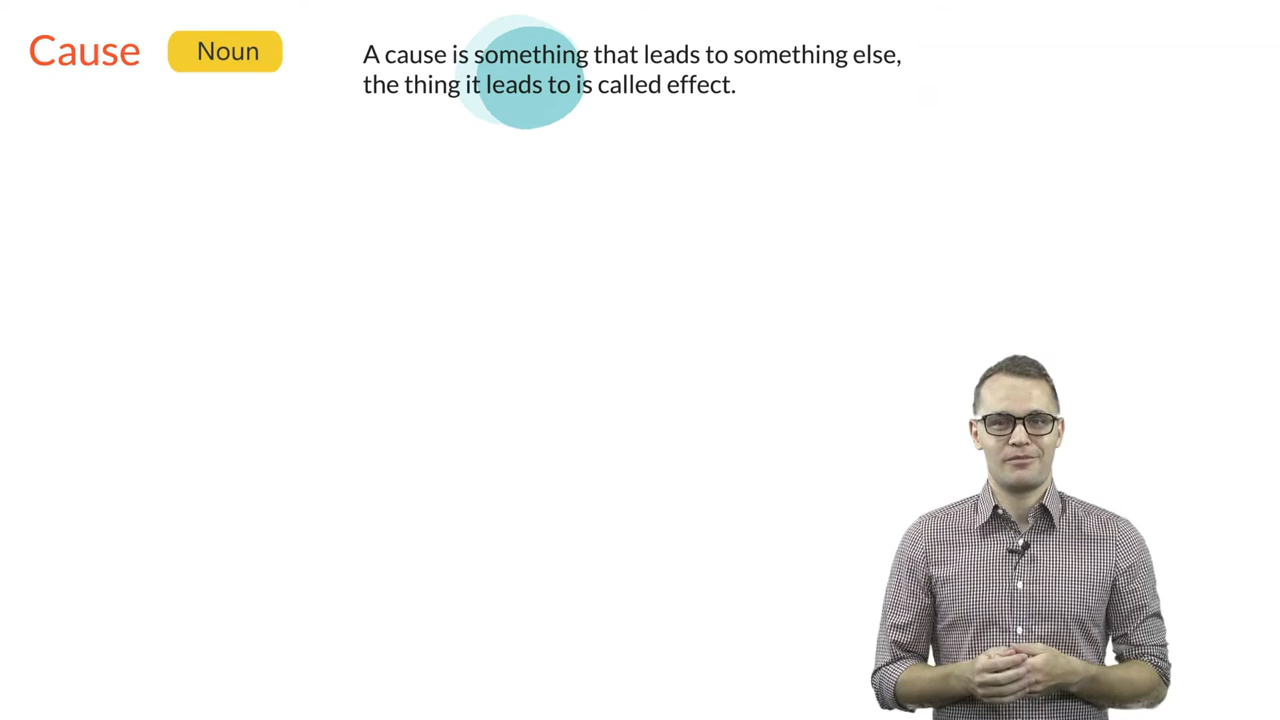 Cause
Noun
A cause is something that leads to something else,
the thing it leads to is called effect.